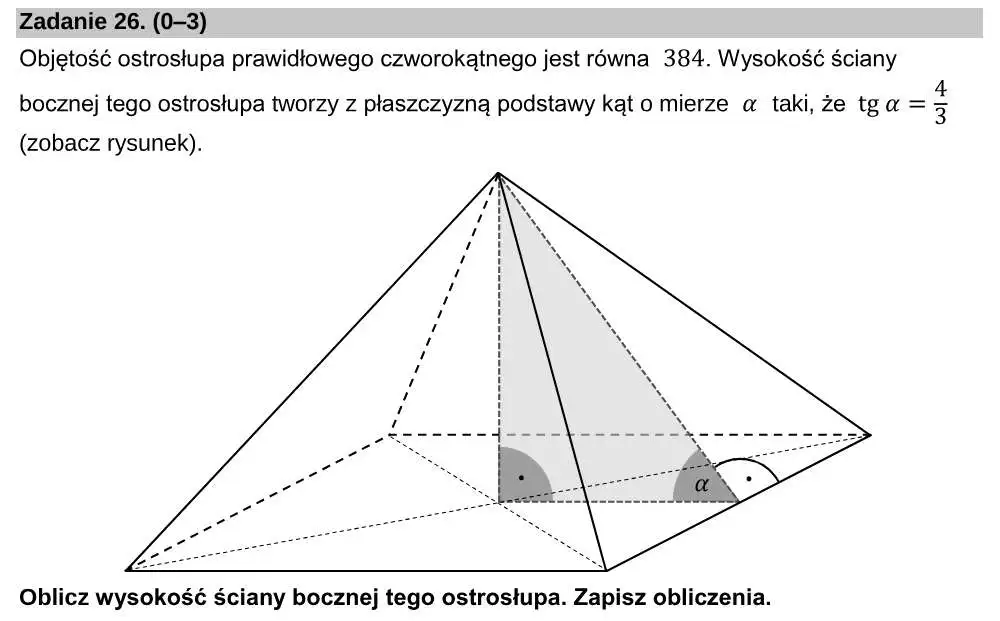 Zadanie 26. (0–3)
Objętość ostrosłupa prawidłowego czworokątnego jest równa 384. Wysokość ściany
bocznej tego ostrosłupa tworzy z płaszczyzną podstawy kąt o mierze α taki, że tg α = 4/3
(zobacz rysunek).
α
Oblicz wysokość ściany bocznej tego ostrosłupa. Zapisz obliczenia.